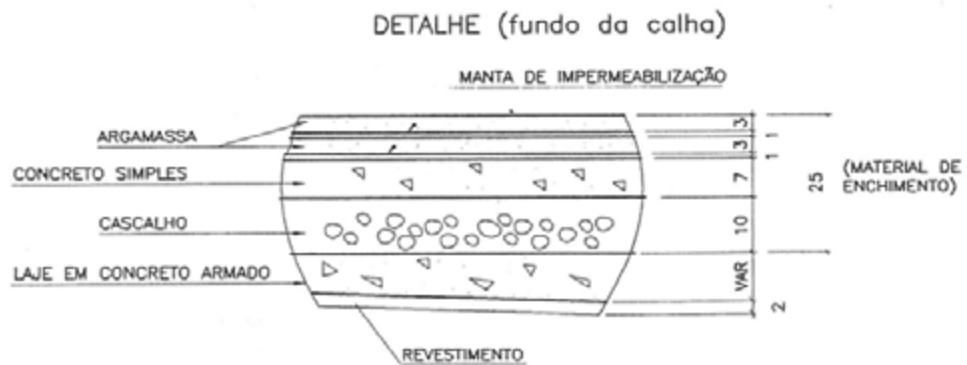 DETALHE (fundo da calha)
MANTA DE IMPERMEABILIZAÇÃO
ARGAMASSA
CONCRETO SIMPLES
CASCALHO
LAJE EM CONCRETO ARMADO
REVESTIMENTO
3
1
3
1
7
10
VAR
2
25
(MATERIAL DE
ENCHIMENTO)